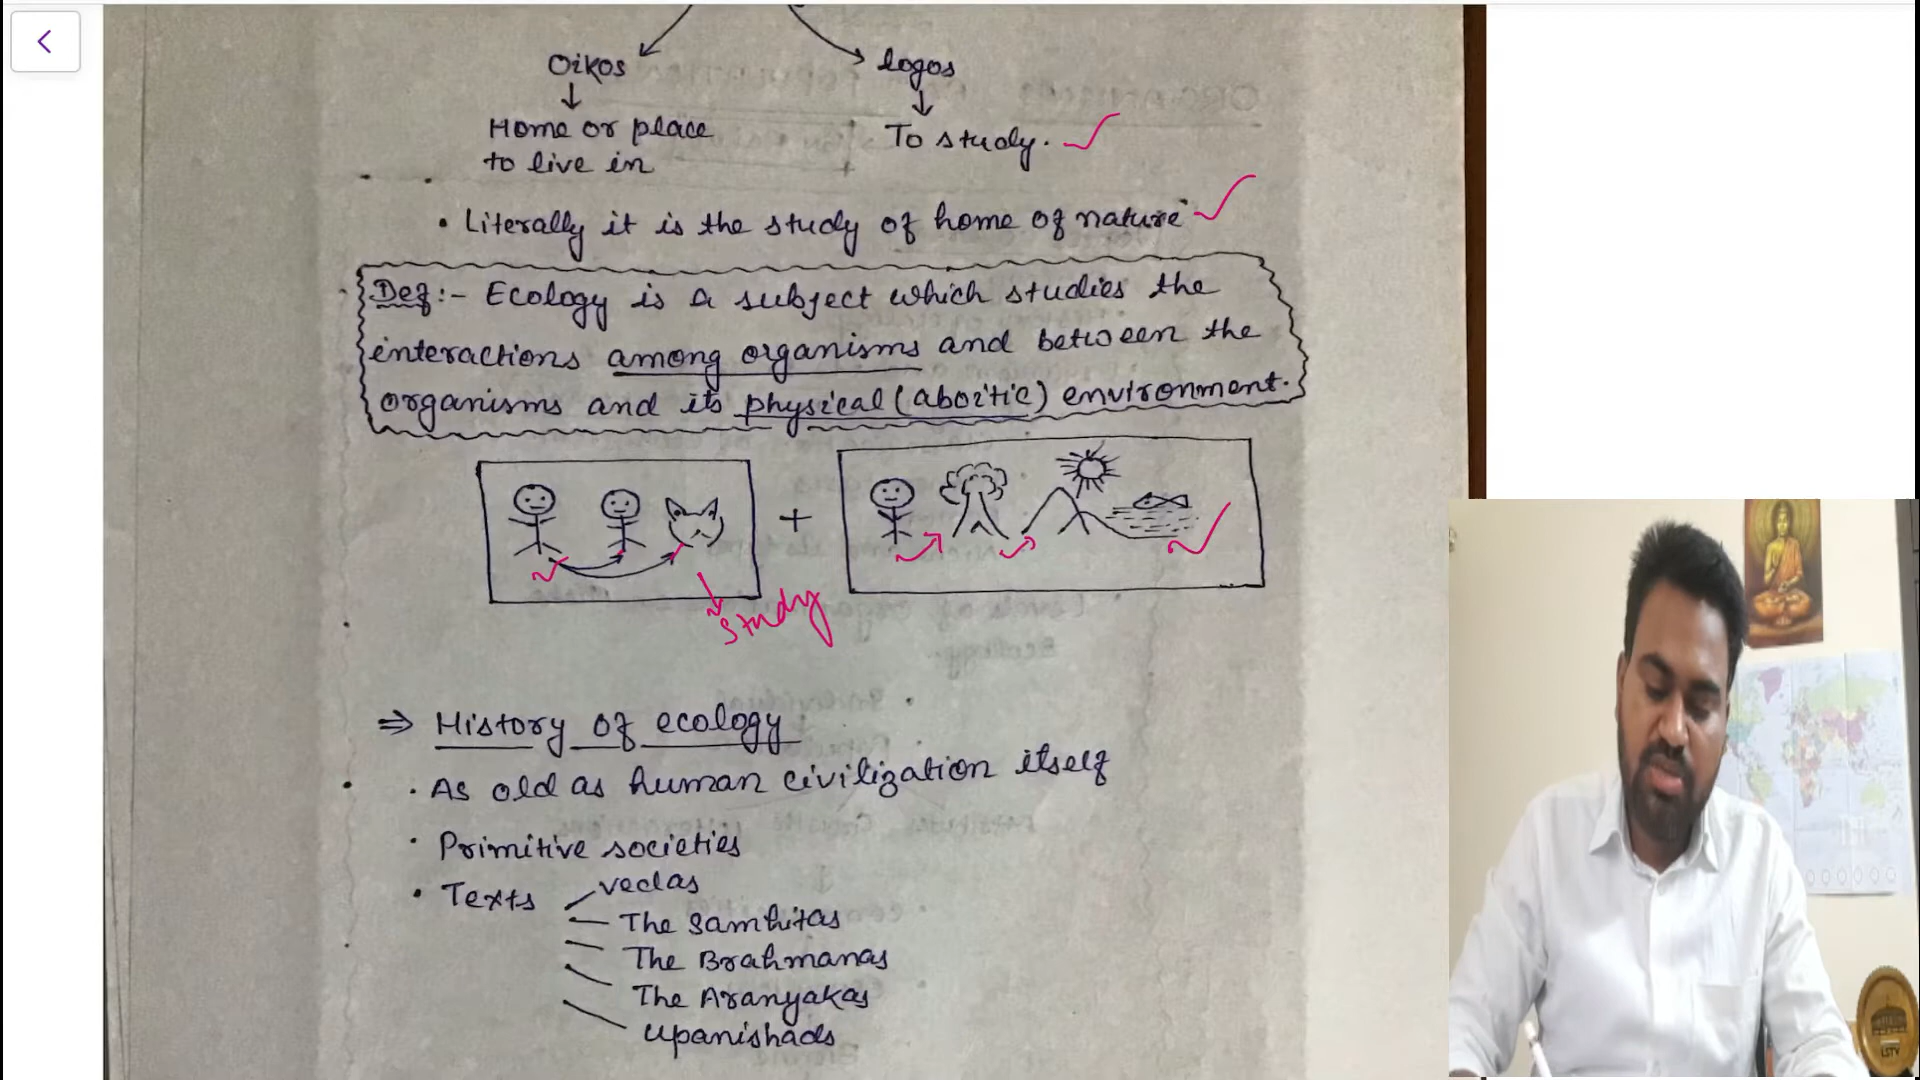 Oikos
logos
Home or place
to live in
To study.
• Literally it is the study of home of nature
Def:- Ecology is a subject which studies the
interactions among organisms and between the
organisms and its physical (aboitic) environment.
+
study
⇒ History of ecology
• As old as human civilization itself
• Primitive societies
• Texts
vedas
The Samhitas
The Brahmanas
The Aranyakas
upanishads
LSTV